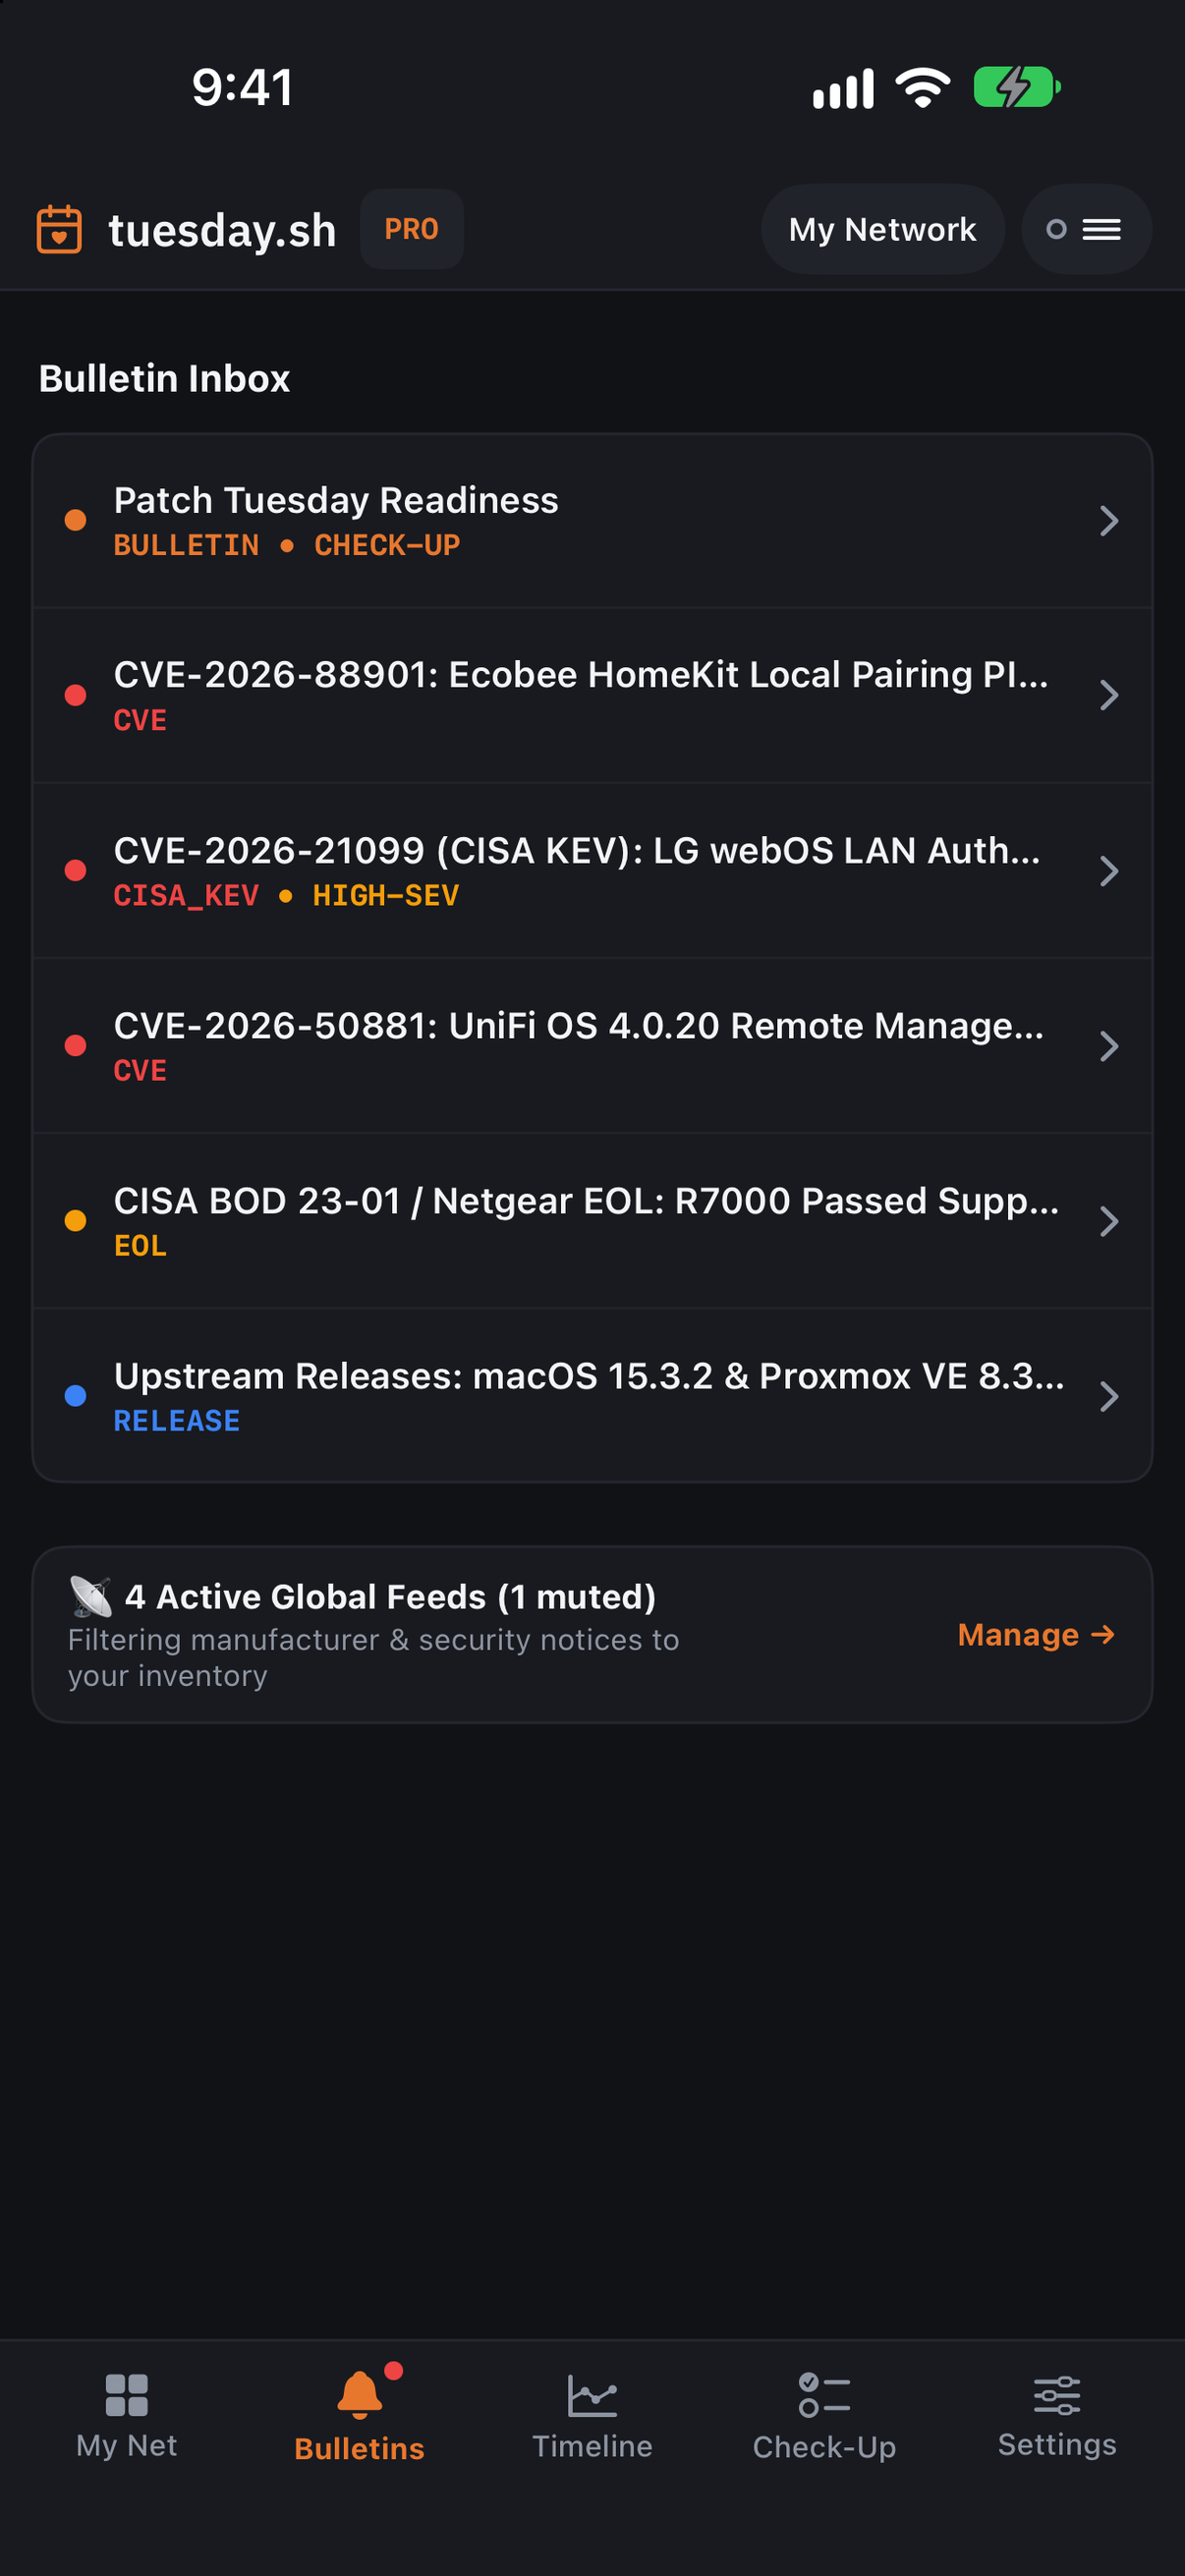 9:41
tuesday.sh PRO My Network
Bulletin Inbox
Patch Tuesday Readiness
BULLETIN • CHECK-UP
CVE-2026-88901: Ecobee HomeKit Local Pairing PI...
CVE
CVE-2026-21099 (CISA KEV): LG webOS LAN Auth...
CISA_KEV • HIGH-SEV
CVE-2026-50881: UniFi OS 4.0.20 Remote Manage...
CVE
CISA BOD 23-01 / Netgear EOL: R7000 Passed Supp...
EOL
Upstream Releases: macOS 15.3.2 & Proxmox VE 8.3...
RELEASE
4 Active Global Feeds (1 muted)
Filtering manufacturer & security notices to
your inventory
Manage →
My Net Bulletins Timeline Check-Up Settings